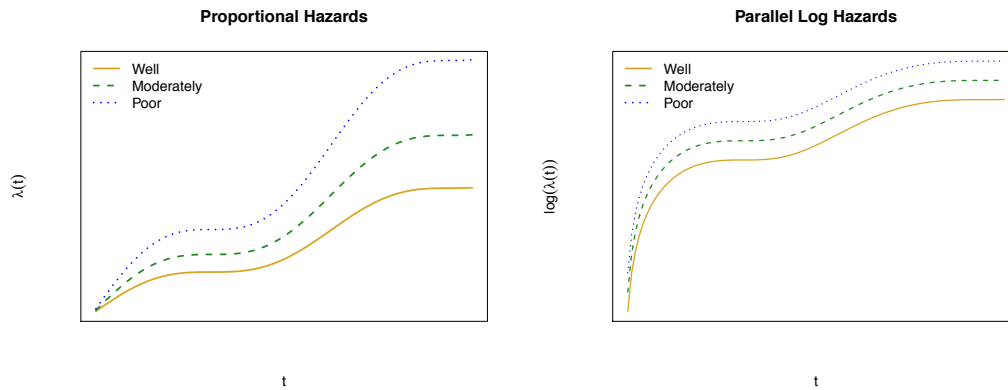 Proportional Hazards
Well
Moderately
Poor
λ(t)
t
Parallel Log Hazards
Well
Moderately
Poor
log(λ(t))
t